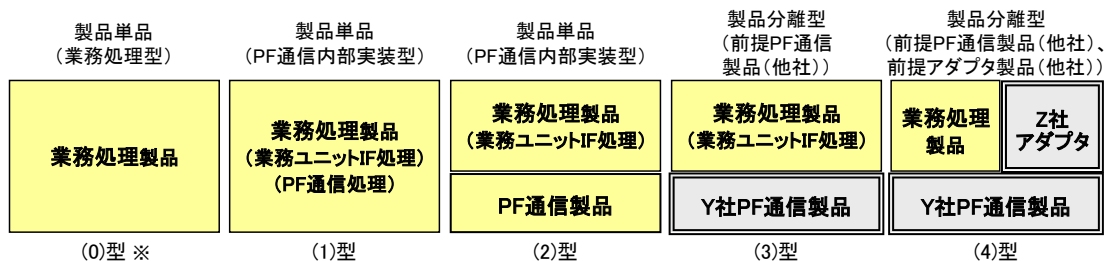 製品単品
（業務処理型）
製品単品
（PF通信内部実装型）
製品単品
（PF通信内部実装型）
製品分離型
（前提PF通信
製品（他社））
製品分離型
（前提PF通信製品（他社）、
前提アダプタ製品（他社））
業務処理製品
業務処理製品
（業務ユニットIF処理）
（PF通信処理）
業務処理製品
（業務ユニットIF処理）
PF通信製品
業務処理製品
（業務ユニットIF処理）
Y社PF通信製品
業務処理
製品
Z社
アダプタ
Y社PF通信製品
(0)型 ※
(1)型
(2)型
(3)型
(4)型